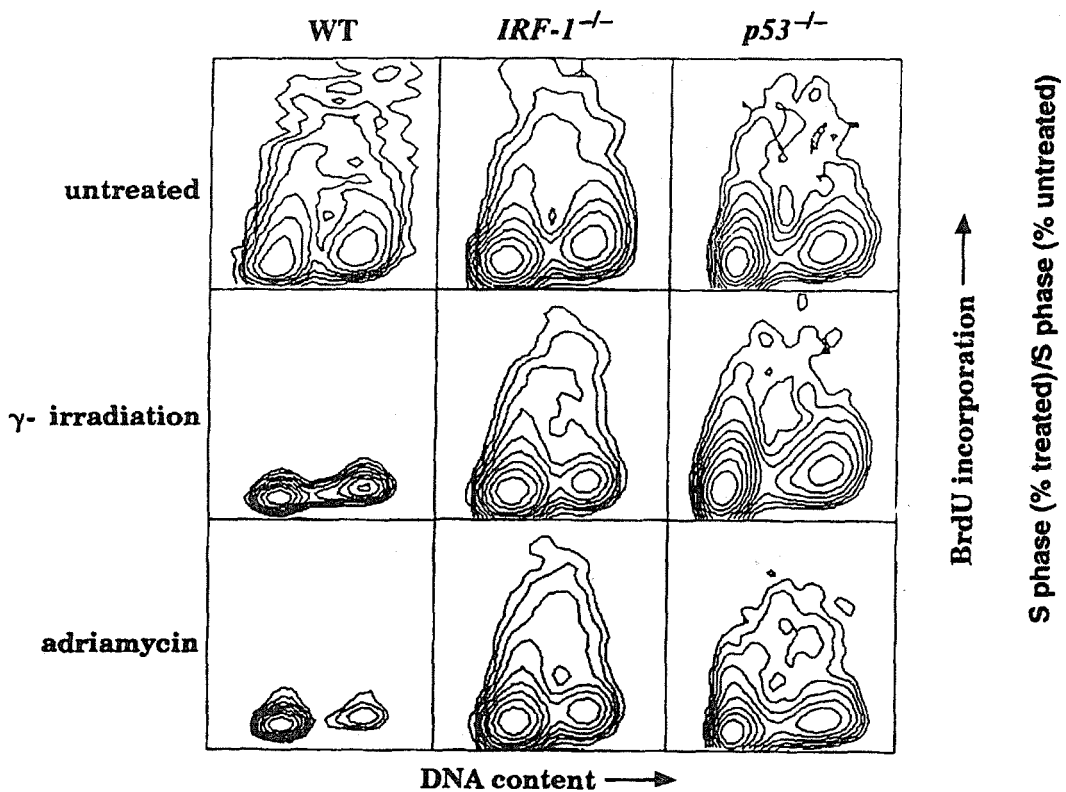 WT
IRF-1⁻/⁻
p53⁻/⁻
untreated
γ- irradiation
adriamycin
DNA content
BrdU incorporation
S phase (% treated)/S phase (% untreated)